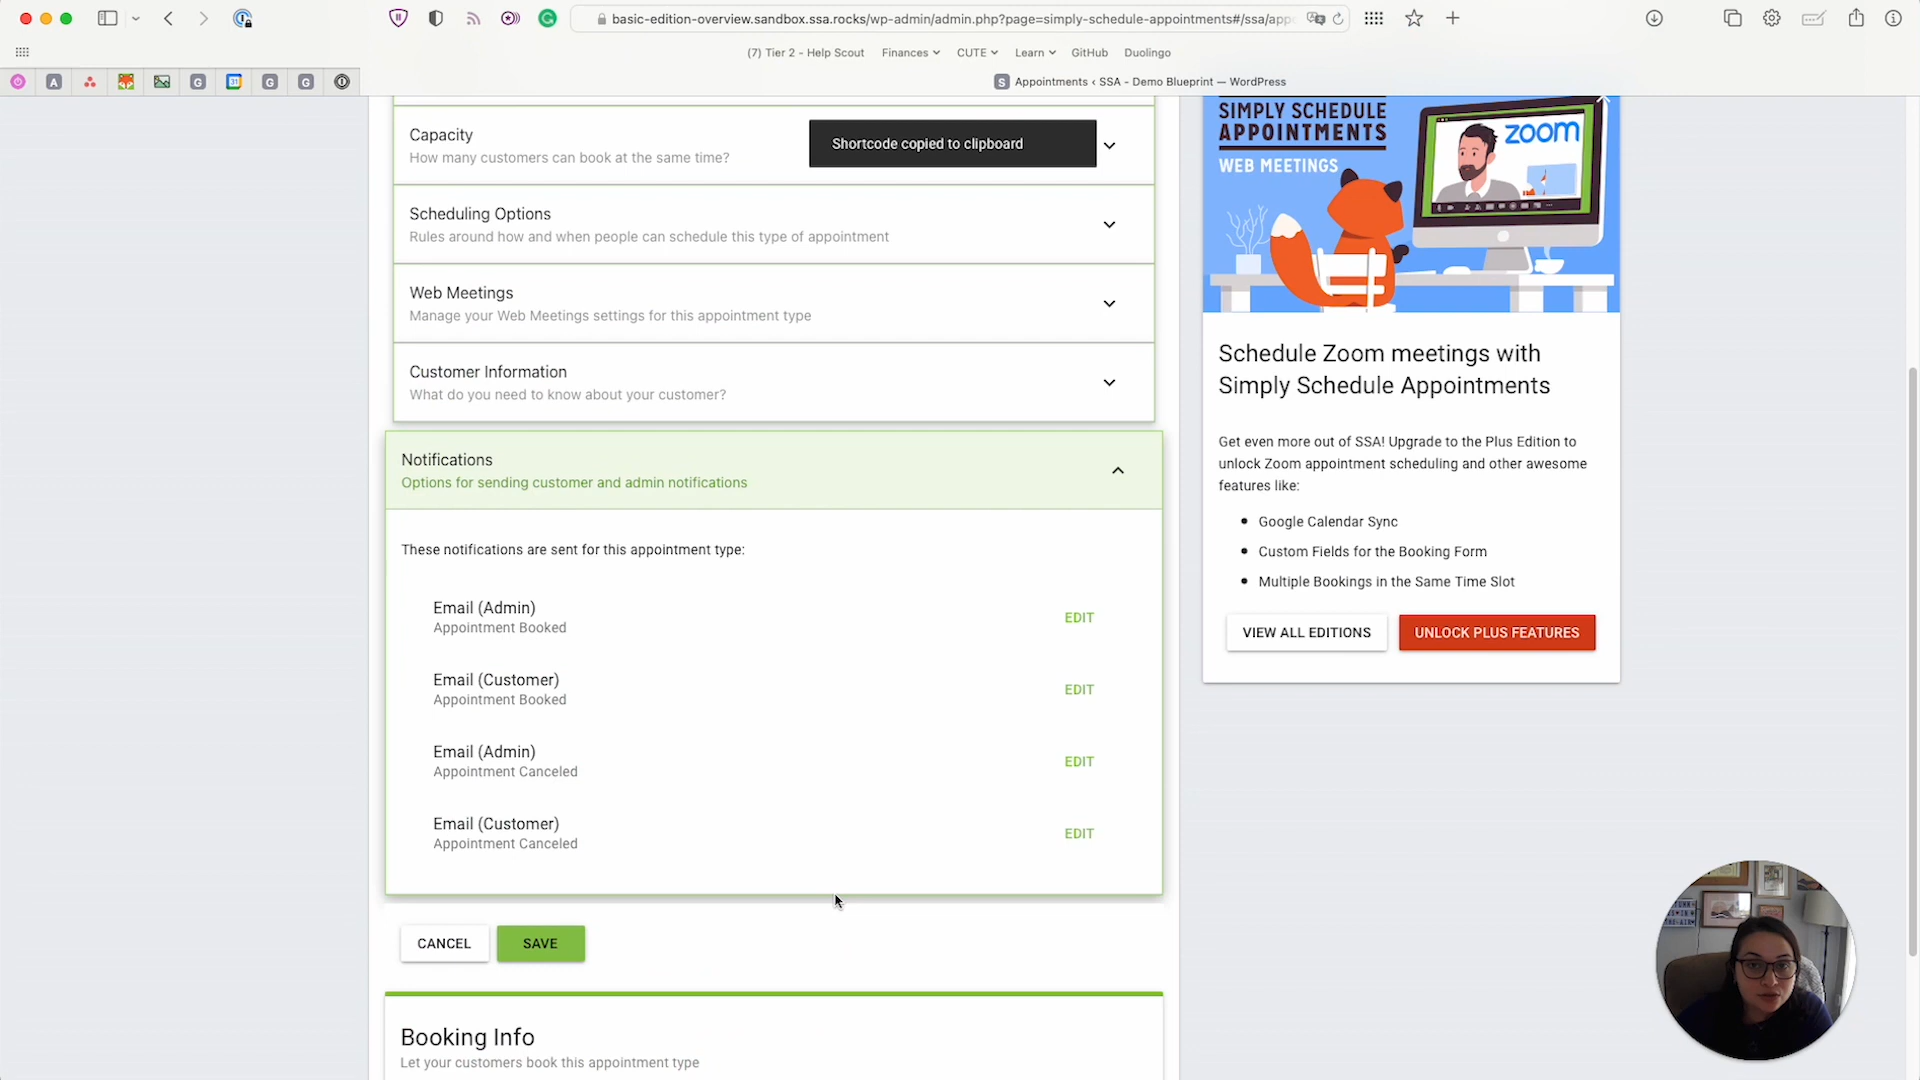 basic-edition-overview.sandbox.ssa.rocks/wp-admin/admin.php?page=simply-schedule-appointments#/ssa/app
(7) Tier 2 - Help Scout
Finances
CUTE
Learn
GitHub
Duolingo
S
Appointments ‹ SSA - Demo Blueprint — WordPress
Capacity
How many customers can book at the same time?
Shortcode copied to clipboard
Scheduling Options
Rules around how and when people can schedule this type of appointment
Web Meetings
Manage your Web Meetings settings for this appointment type
Customer Information
What do you need to know about your customer?
Notifications
Options for sending customer and admin notifications
These notifications are sent for this appointment type:
Email (Admin)
Appointment Booked
EDIT
Email (Customer)
Appointment Booked
EDIT
Email (Admin)
Appointment Canceled
EDIT
Email (Customer)
Appointment Canceled
EDIT
CANCEL
SAVE
Booking Info
Let your customers book this appointment type
SIMPLY SCHEDULE
APPOINTMENTS
WEB MEETINGS
zoom
Schedule Zoom meetings with
Simply Schedule Appointments
Get even more out of SSA! Upgrade to the Plus Edition to
unlock Zoom appointment scheduling and other awesome
features like:
Google Calendar Sync
Custom Fields for the Booking Form
Multiple Bookings in the Same Time Slot
VIEW ALL EDITIONS
UNLOCK PLUS FEATURES